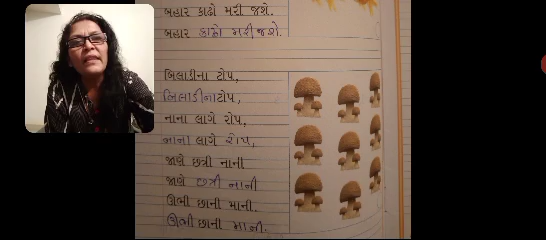 બહાર કાઢો મરી જશે.
બહાર કાઢો મરી જશે.
બિલાડીના ટોપ,
બિલાડીના ટોપ,
નાના લાગે રોપ,
નાના લાગે રોપ,
જાણે છત્રી નાની
જાણે છત્રી નાની
ઊભી છાની માની.
ઊભી છાની માની.